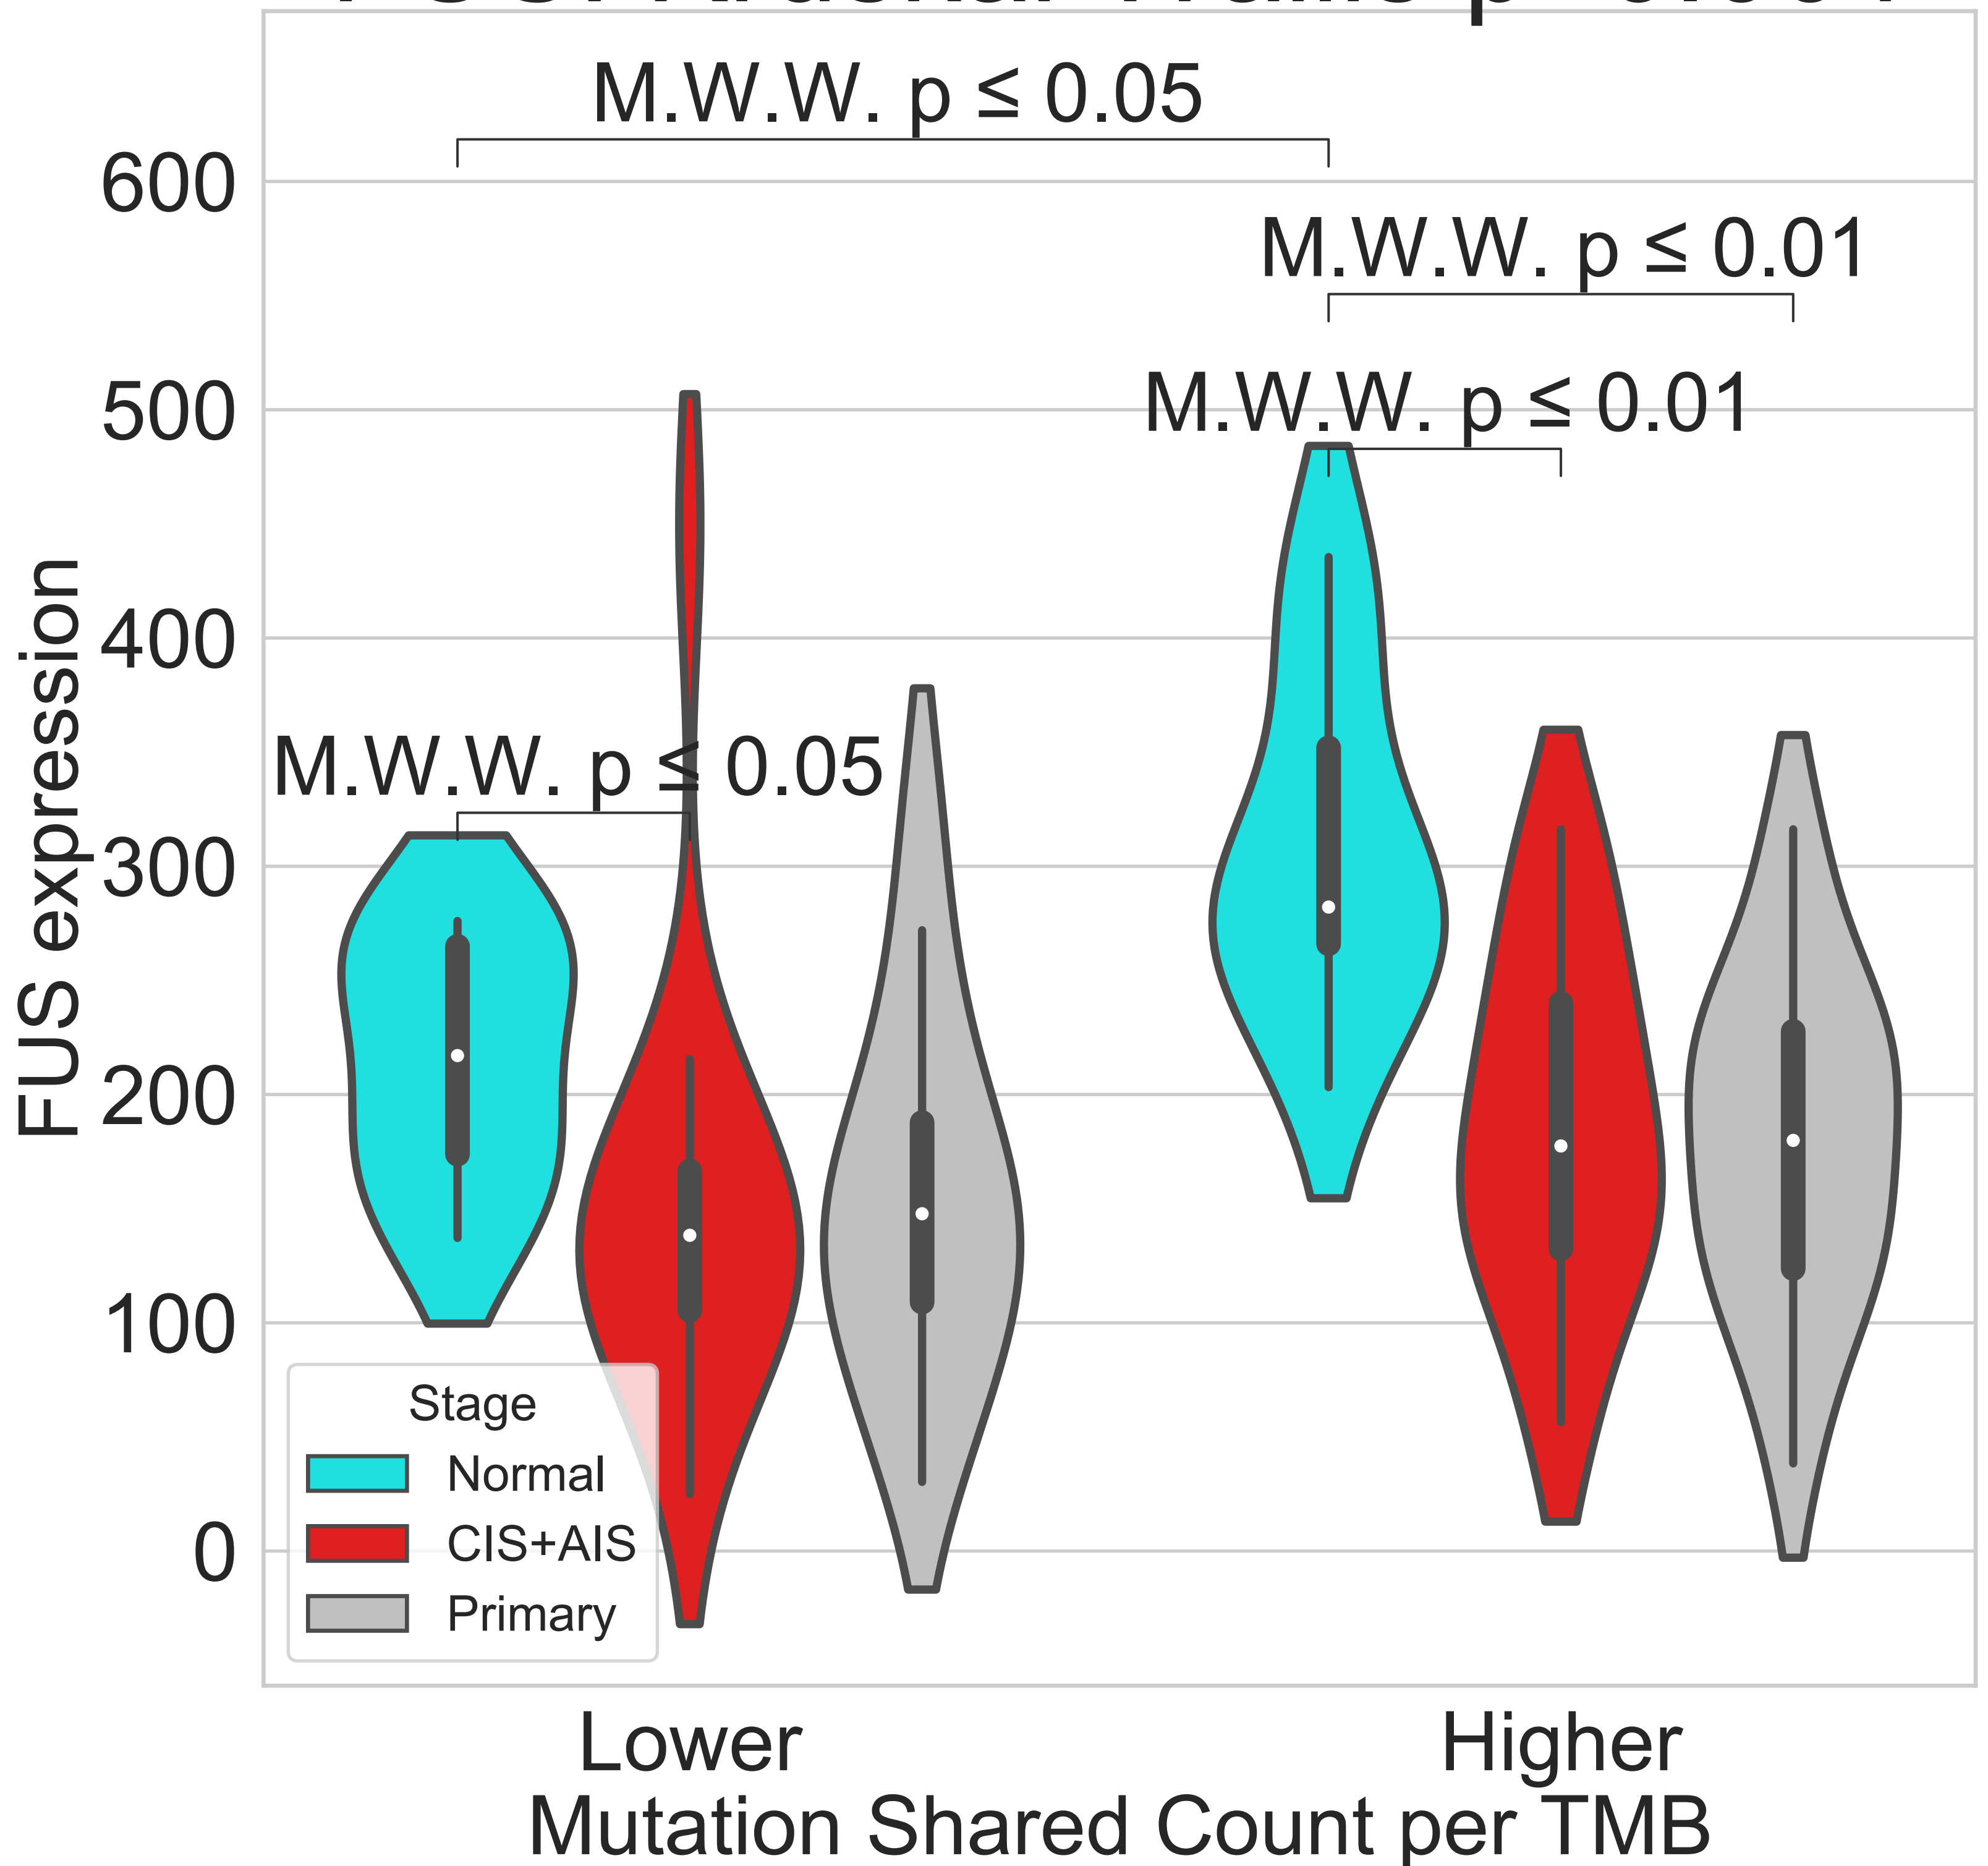 M.W.W. p ≤ 0.05
600
M.W.W. p ≤ 0.01
500
M.W.W. p ≤ 0.01
400
M.W.W. p ≤ 0.05
300
200
100
0
FUS expression
Stage
Normal
CIS+AIS
Primary
Lower Higher
Mutation Shared Count per TMB